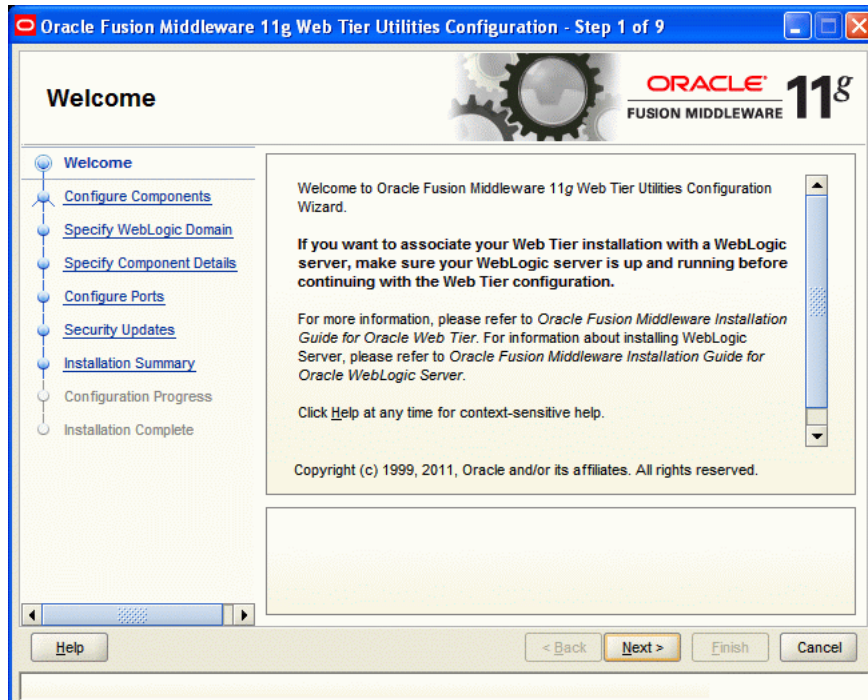 Oracle Fusion Middleware 11g Web Tier Utilities Configuration - Step 1 of 9
Welcome
ORACLE
FUSION MIDDLEWARE
11g
Welcome
Configure Components
Specify WebLogic Domain
Specify Component Details
Configure Ports
Security Updates
Installation Summary
Configuration Progress
Installation Complete
Welcome to Oracle Fusion Middleware 11g Web Tier Utilities Configuration
Wizard.
If you want to associate your Web Tier installation with a WebLogic
server, make sure your WebLogic server is up and running before
continuing with the Web Tier configuration.
For more information, please refer to Oracle Fusion Middleware Installation
Guide for Oracle Web Tier. For information about installing WebLogic
Server, please refer to Oracle Fusion Middleware Installation Guide for
Oracle WebLogic Server.
Click Help at any time for context-sensitive help.
Copyright (c) 1999, 2011, Oracle and/or its affiliates. All rights reserved.
Help
< Back
Next >
Finish
Cancel